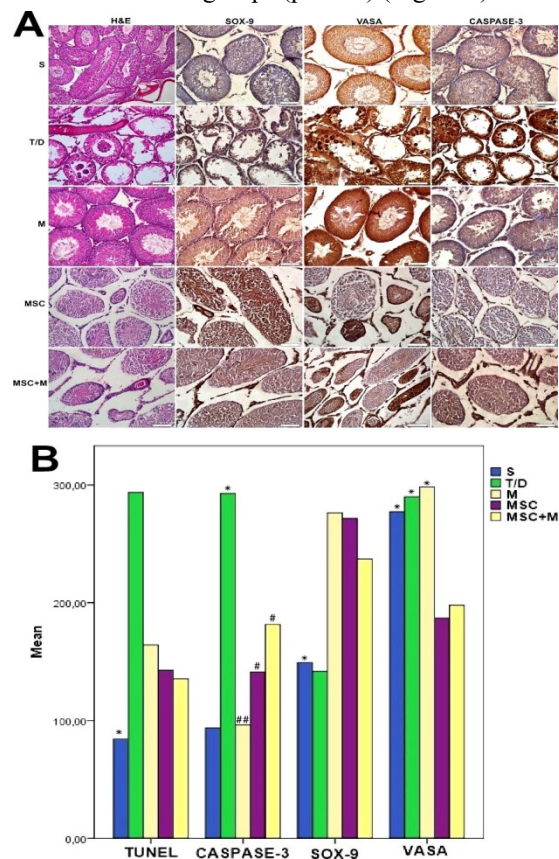 A
H&E SOX-9 VASA CASPASE-3
S
T/D
M
MSC
MSC+M
B
S
T/D
M
MSC
MSC+M
300,00
200,00
100,00
0,00
Mean
* * ## # # * * * *
TUNEL CASPASE-3 SOX-9 VASA